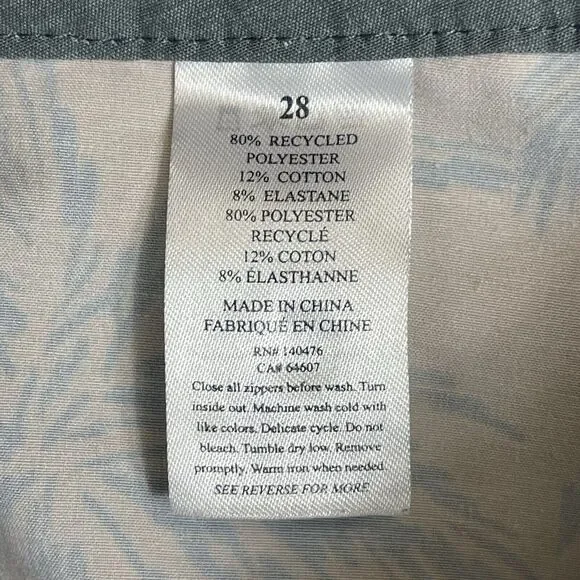 28
80% RECYCLED
POLYESTER
12% COTTON
8% ELASTANE
80% POLYESTER
RECYCLÉ
12% COTON
8% ÉLASTHANNE
MADE IN CHINA
FABRIQUÉ EN CHINE
RN# 140476
CA# 64607
Close all zippers before wash. Turn
inside out. Machine wash cold with
like colors. Delicate cycle. Do not
bleach. Tumble dry low. Remove
promptly. Warm iron when needed.
SEE REVERSE FOR MORE